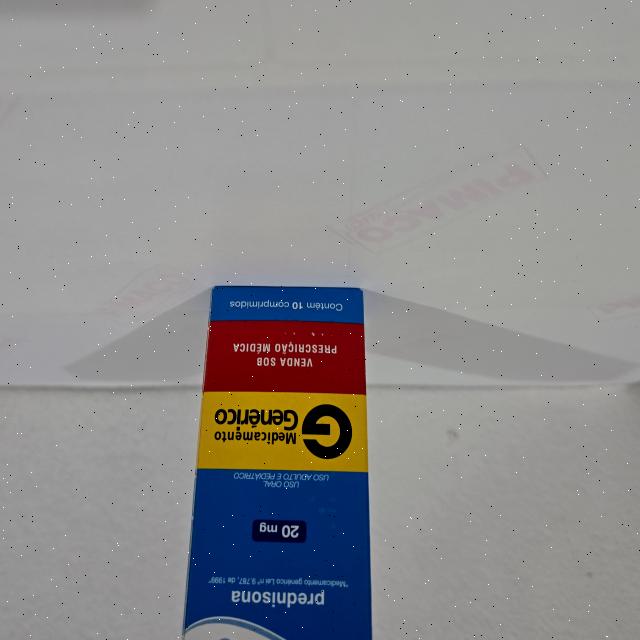 prednisona
"Medicamento genérico Lei nº 9.787, de 1999"
20 mg
USO ORAL
USO ADULTO E PEDIÁTRICO
G Medicamento
Genérico
VENDA SOB
PRESCRIÇÃO MÉDICA
Contém 10 comprimidos
PIMACO